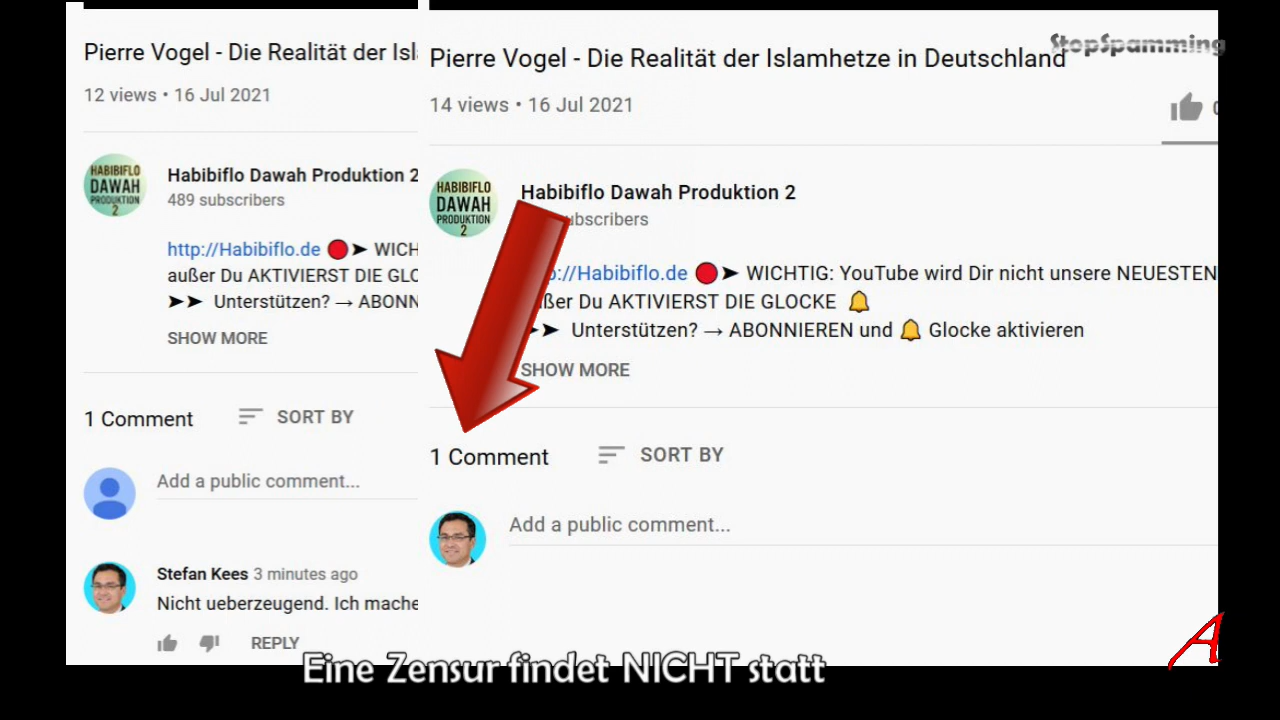 StopSpamming
Pierre Vogel - Die Realität der Isl
12 views • 16 Jul 2021
HABIBIFLO
DAWAH
PRODUKTION
2
Habibiflo Dawah Produktion 2
489 subscribers
http://Habibiflo.de 🔴➤ WICH
außer Du AKTIVIERST DIE GLO
➤➤ Unterstützen? → ABONN
SHOW MORE
1 Comment SORT BY
Add a public comment...
Stefan Kees 3 minutes ago
Nicht ueberzeugend. Ich mache
REPLY
Pierre Vogel - Die Realität der Islamhetze in Deutschland
14 views • 16 Jul 2021
0
HABIBIFLO
DAWAH
PRODUKTION
2
Habibiflo Dawah Produktion 2
ubscribers
://Habibiflo.de 🔴➤ WICHTIG: YouTube wird Dir nicht unsere NEUESTEN
ßer Du AKTIVIERST DIE GLOCKE 🔔
➤ Unterstützen? → ABONNIEREN und 🔔 Glocke aktivieren
SHOW MORE
1 Comment SORT BY
Add a public comment...
A
Eine Zensur findet NICHT statt